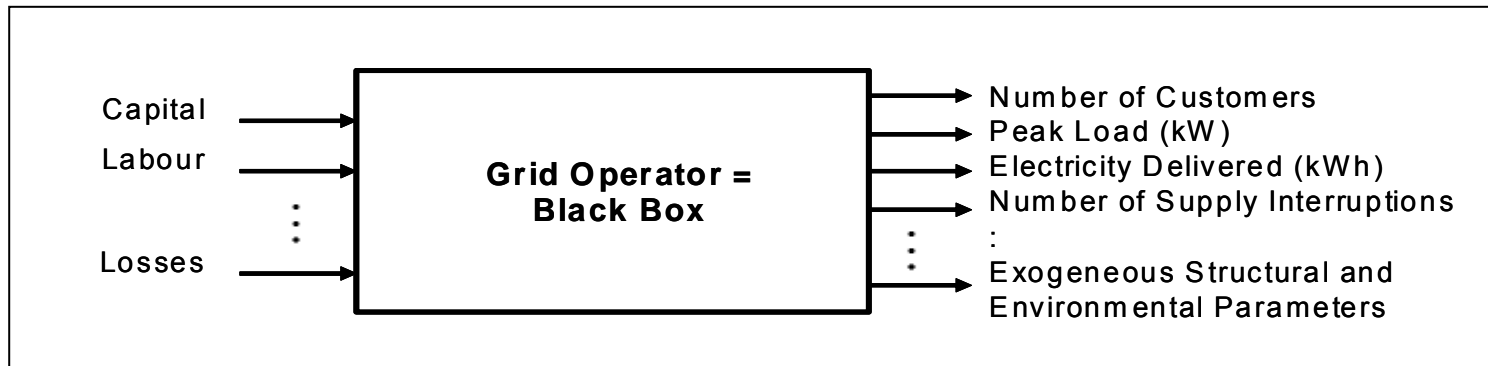 Capital
Labour
Losses
Grid Operator =
Black Box
Number of Customers
Peak Load (kW)
Electricity Delivered (kWh)
Number of Supply Interruptions
:
Exogeneous Structural and
Environmental Parameters